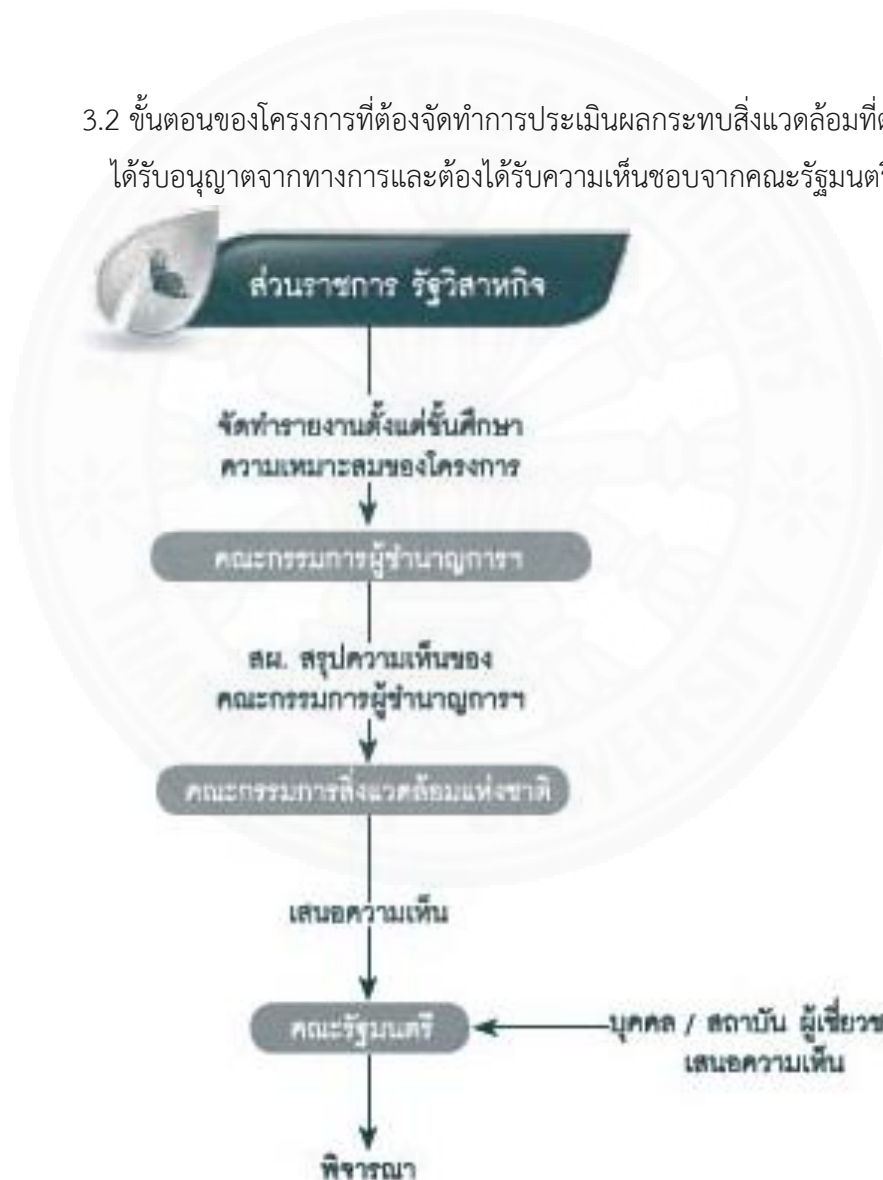 3.2 ขั้นตอนของโครงการที่ต้องจัดทำการประเมินผลกระทบสิ่งแวดล้อมที่
ได้รับอนุญาตจากทางการและต้องได้รับความเห็นชอบจากคณะรัฐมนตรี
ส่วนราชการ รัฐวิสาหกิจ
จัดทำรายงานตั้งแต่ขั้นศึกษา
ความเหมาะสมของโครงการ
คณะกรรมการผู้ชำนาญการฯ
สผ. สรุปความเห็นของ
คณะกรรมการผู้ชำนาญการฯ
คณะกรรมการสิ่งแวดล้อมแห่งชาติ
เสนอความเห็น
คณะรัฐมนตรี
บุคคล / สถาบัน
เสนอความเห็น
พิจารณา